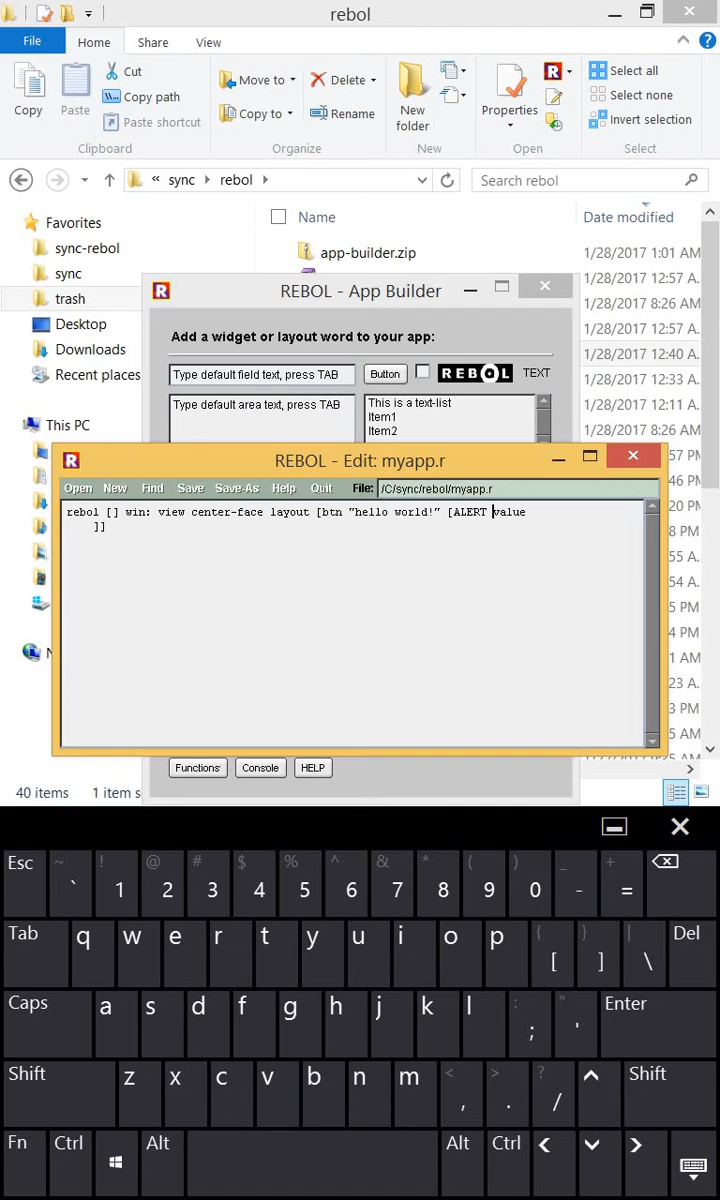 rebol
File
Home
Share
View
Copy
Paste
Cut
Copy path
Paste shortcut
Clipboard
Move to
Delete
Copy to
Rename
Organize
New
folder
New
Properties
Open
Select all
Select none
Invert selection
Select
« sync › rebol ›
Search rebol
Favorites
sync-rebol
sync
trash
Desktop
Downloads
Recent places
This PC
Name
Date modified
app-builder.zip
1/28/2017 1:01 AM
1/28/2017 12:57 A.
1/28/2017 8:26 AM
1/28/2017 12:57 A.
1/28/2017 12:40 A.
1/28/2017 12:33 A.
1/28/2017 12:11 A.
1/28/2017 8:26 AM
REBOL - App Builder
Add a widget or layout word to your app:
Type default field text, press TAB
Button
REBOL
TEXT
Type default area text, press TAB
This is a text-list
Item1
Item2
REBOL - Edit: myapp.r
Open New Find Save Save-As Help Quit File: /C/sync/rebol/myapp.r
rebol [] win: view center-face layout [btn "hello world!" [ALERT value
]]
Functions
Console
HELP
40 items
1 item s
Esc ~ ` ! 1 @ 2 # 3 $ 4 % 5 ^ 6 & 7 * 8 ( 9 ) 0 _ - + =
Tab q w e r t y u i o p { [ } ] | \ Del
Caps a s d f g h j k l : ; " ' Enter
Shift z x c v b n m < , > . ? / Shift
Fn Ctrl Alt Alt Ctrl